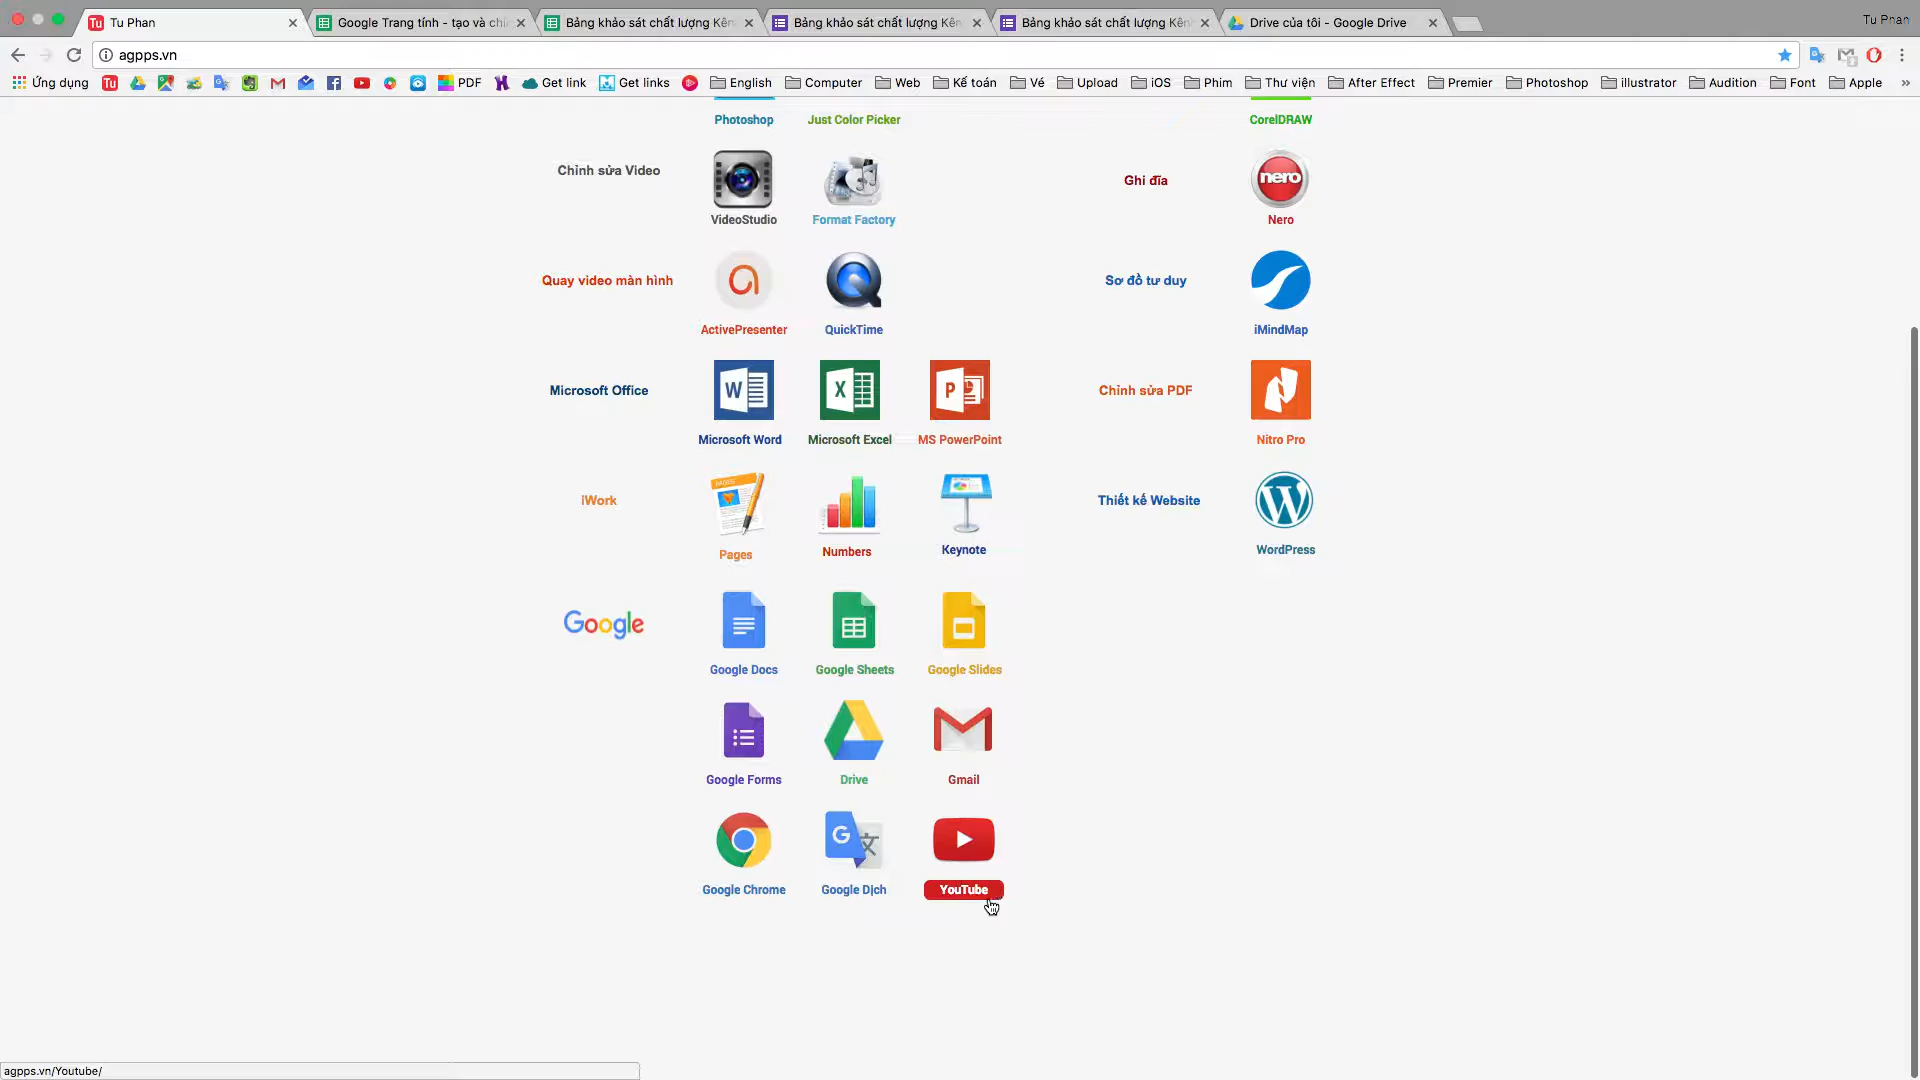 Tu Phan
Google Trang tính - tạo và chỉ
Bảng khảo sát chất lượng Kên
Bảng khảo sát chất lượng Kên
Bảng khảo sát chất lượng Kên
Drive của tôi - Google Drive
Tu Phan
agpps.vn
Ứng dụng
PDF
Get link
Get links
English
Computer
Web
Kế toán
Vé
Upload
iOS
Phim
Thư viện
After Effect
Premier
Photoshop
illustrator
Audition
Font
Apple
»
Photoshop
Just Color Picker
CorelDRAW
Chỉnh sửa Video
VideoStudio
Format Factory
Ghi đĩa
nero
Nero
Quay video màn hình
ActivePresenter
QuickTime
Sơ đồ tư duy
iMindMap
Microsoft Office
Microsoft Word
Microsoft Excel
MS PowerPoint
Chỉnh sửa PDF
Nitro Pro
iWork
Pages
Numbers
Keynote
Thiết kế Website
WordPress
Google
Google Docs
Google Sheets
Google Slides
Google Forms
Drive
Gmail
Google Chrome
Google Dịch
YouTube
agpps.vn/Youtube/